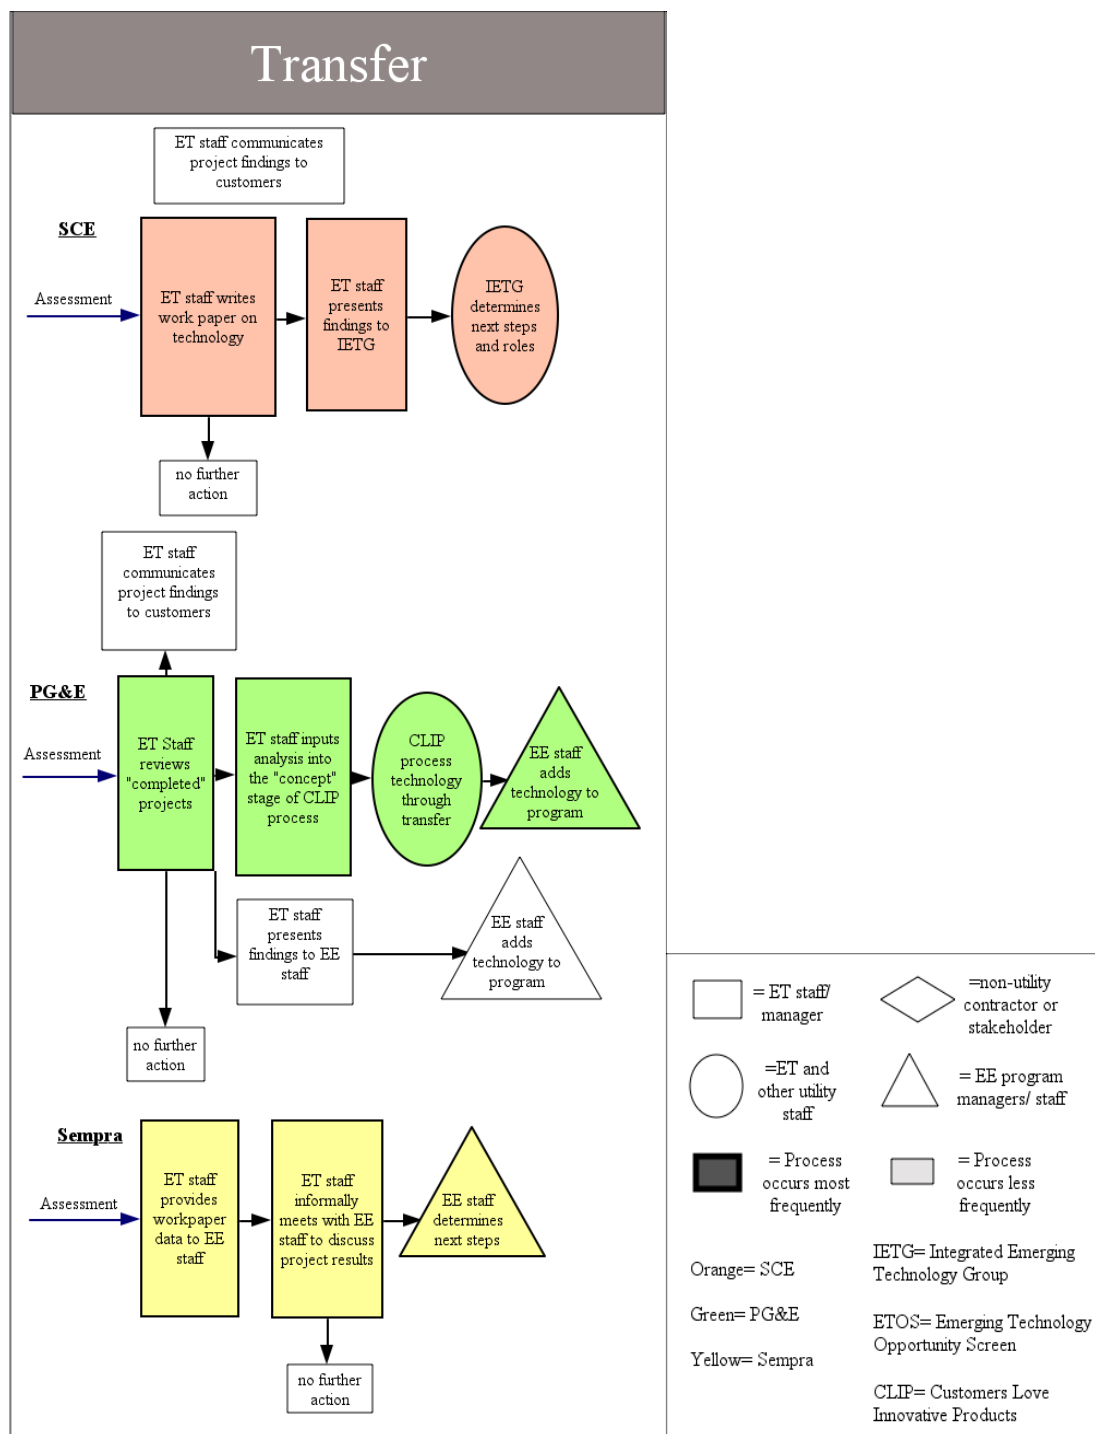 Transfer
ET staff communicates
project findings to
customers
SCE
Assessment
ET staff writes
work paper on
technology
ET staff
presents
findings to
IETG
IETG
determines
next steps
and roles
no further
action
ET staff
communicates
project findings
to customers
PG&E
Assessment
ET Staff
reviews
"completed"
projects
ET staff inputs
analysis into
the "concept"
stage of CLIP
process
CLIP
process
technology
through
transfer
EE staff
adds
technology to
program
ET staff
presents
findings to EE
staff
EE staff
adds
technology to
program
no further
action
Sempra
Assessment
ET staff
provides
workpaper
data to EE
staff
ET staff
informally
meets with EE
staff to discuss
project results
EE staff
determines
next steps
no further
action
= ET staff/
manager
=non-utility
contractor or
stakeholder
=ET and
other utility
staff
= EE program
managers/ staff
= Process
occurs most
frequently
= Process
occurs less
frequently
Orange= SCE
Green= PG&E
Yellow= Sempra
IETG= Integrated Emerging
Technology Group
ETOS= Emerging Technology
Opportunity Screen
CLIP= Customers Love
Innovative Products